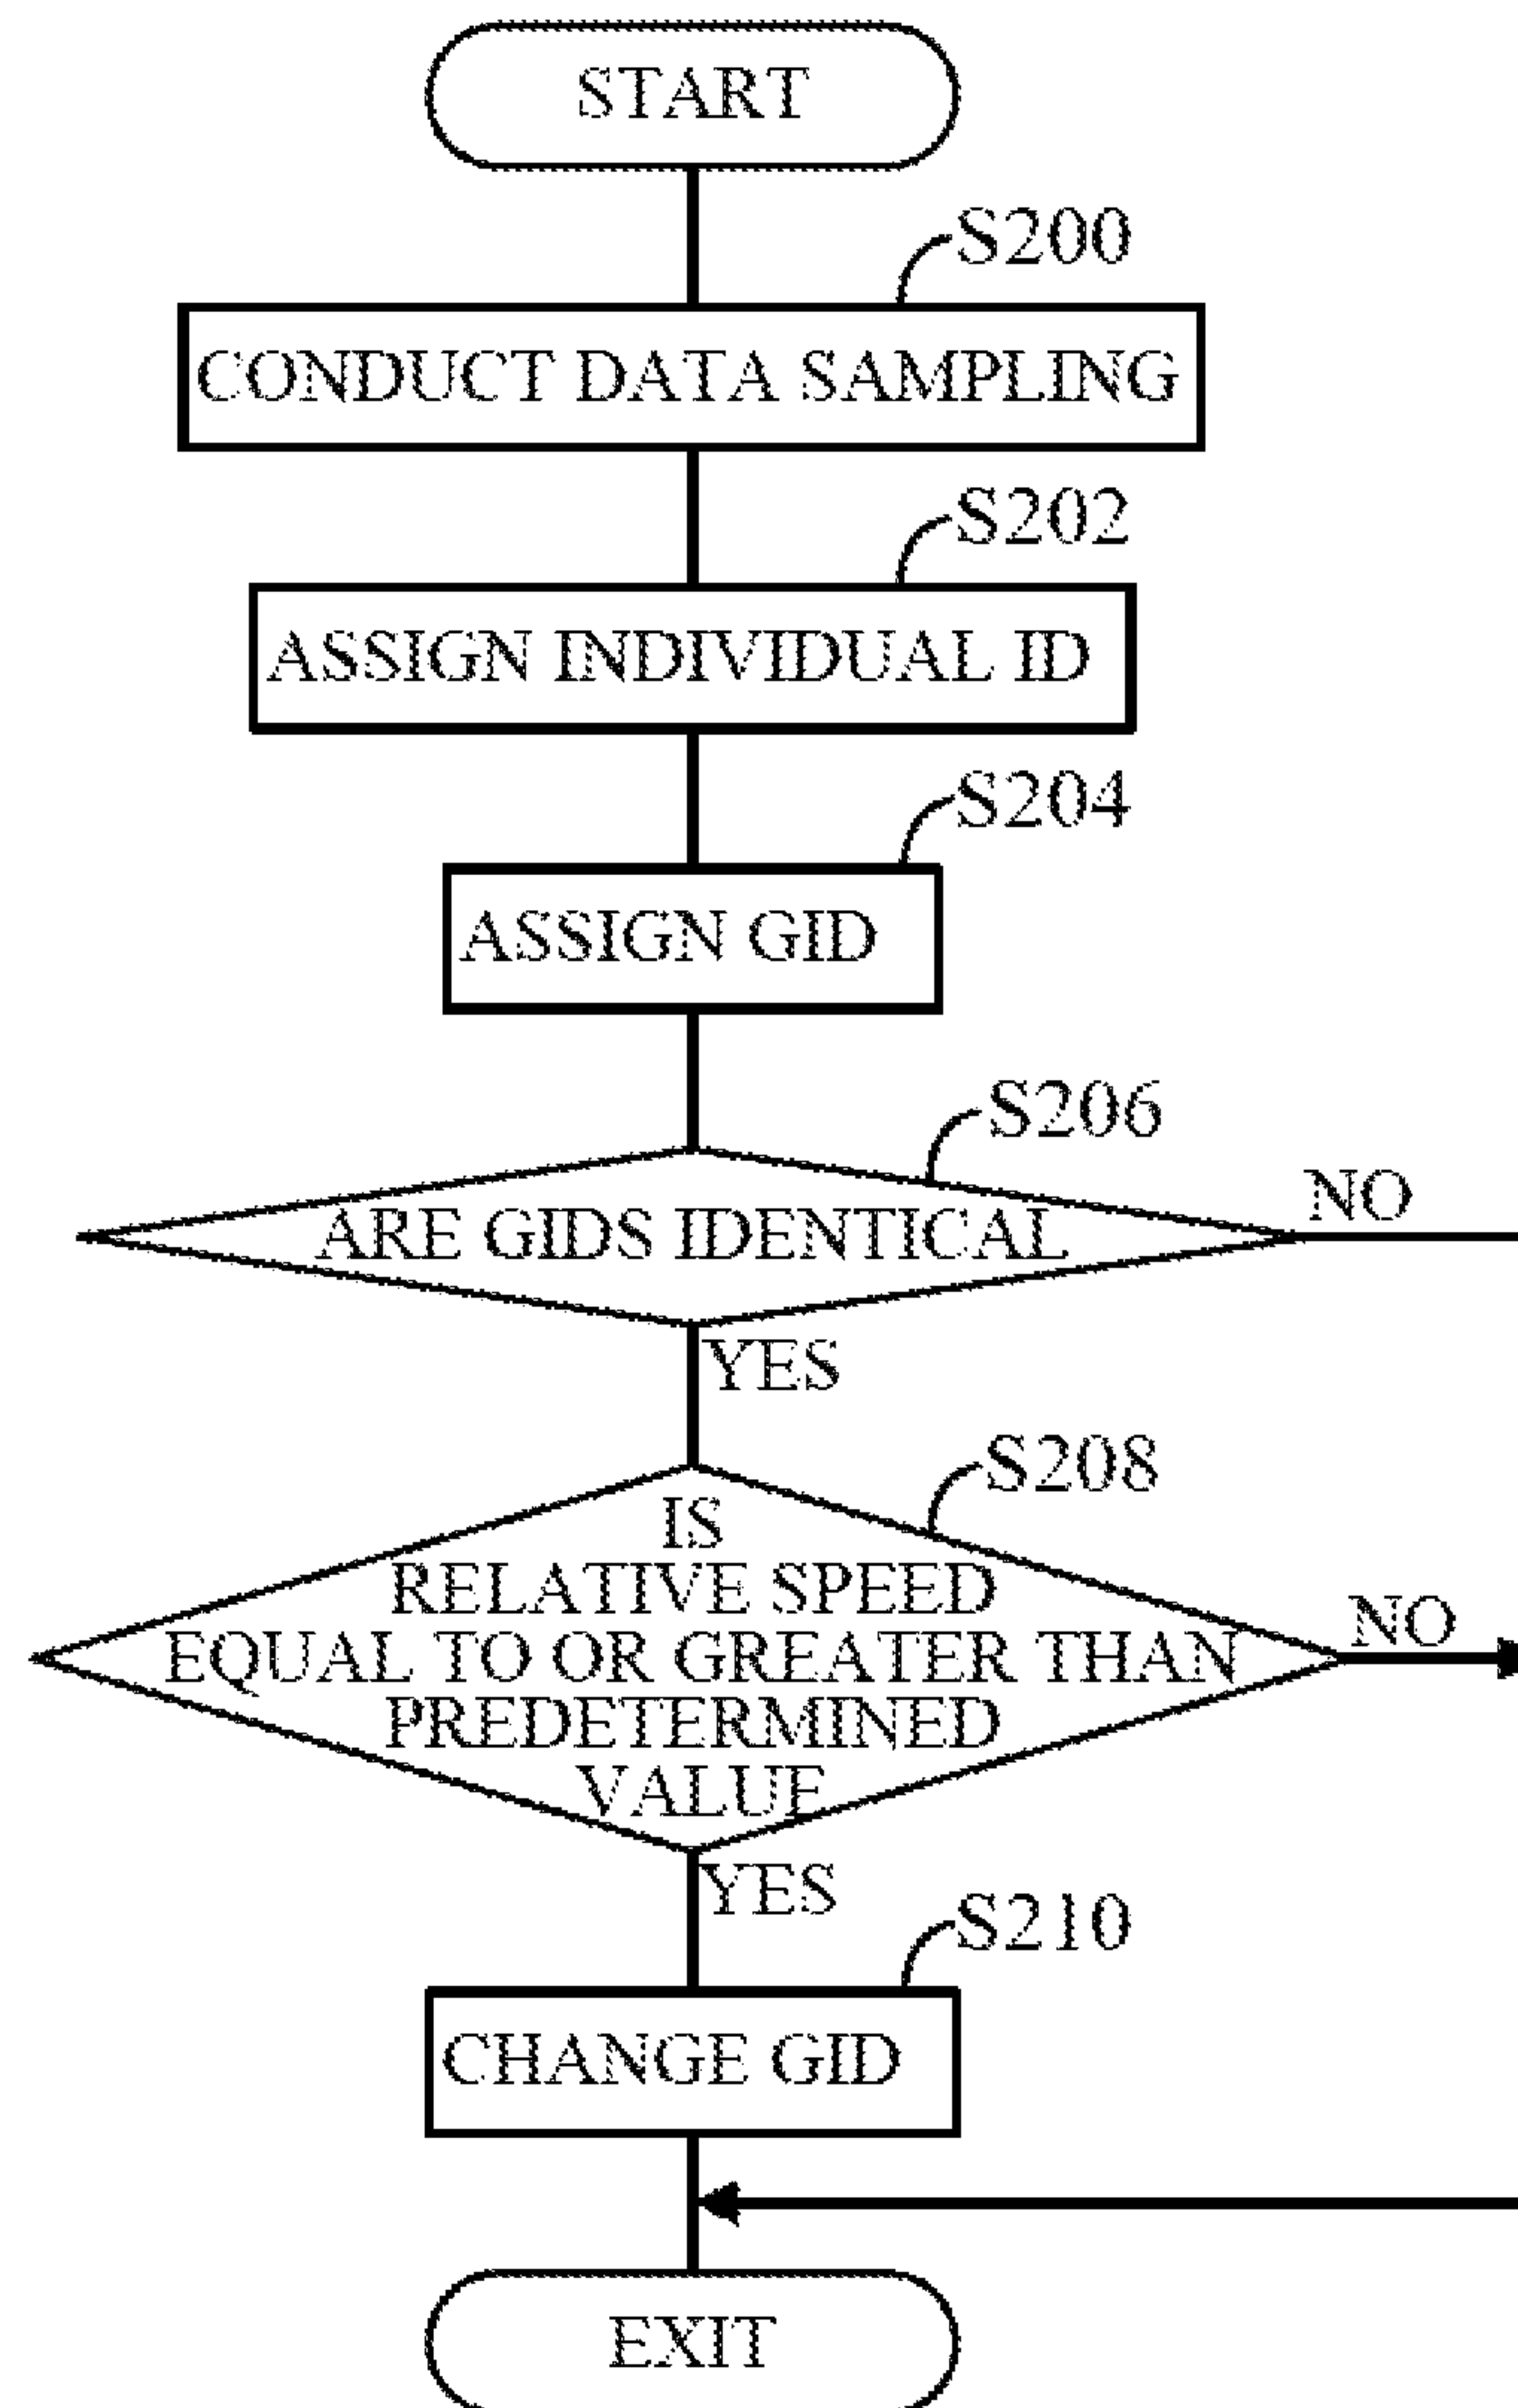 START
S200
CONDUCT DATA SAMPLING
S202
ASSIGN INDIVIDUAL ID
S204
ASSIGN GID
S206
ARE GIDS IDENTICAL
NO
YES
S208
IS
RELATIVE SPEED
EQUAL TO OR GREATER THAN
PREDETERMINED
VALUE
NO
YES
S210
CHANGE GID
EXIT